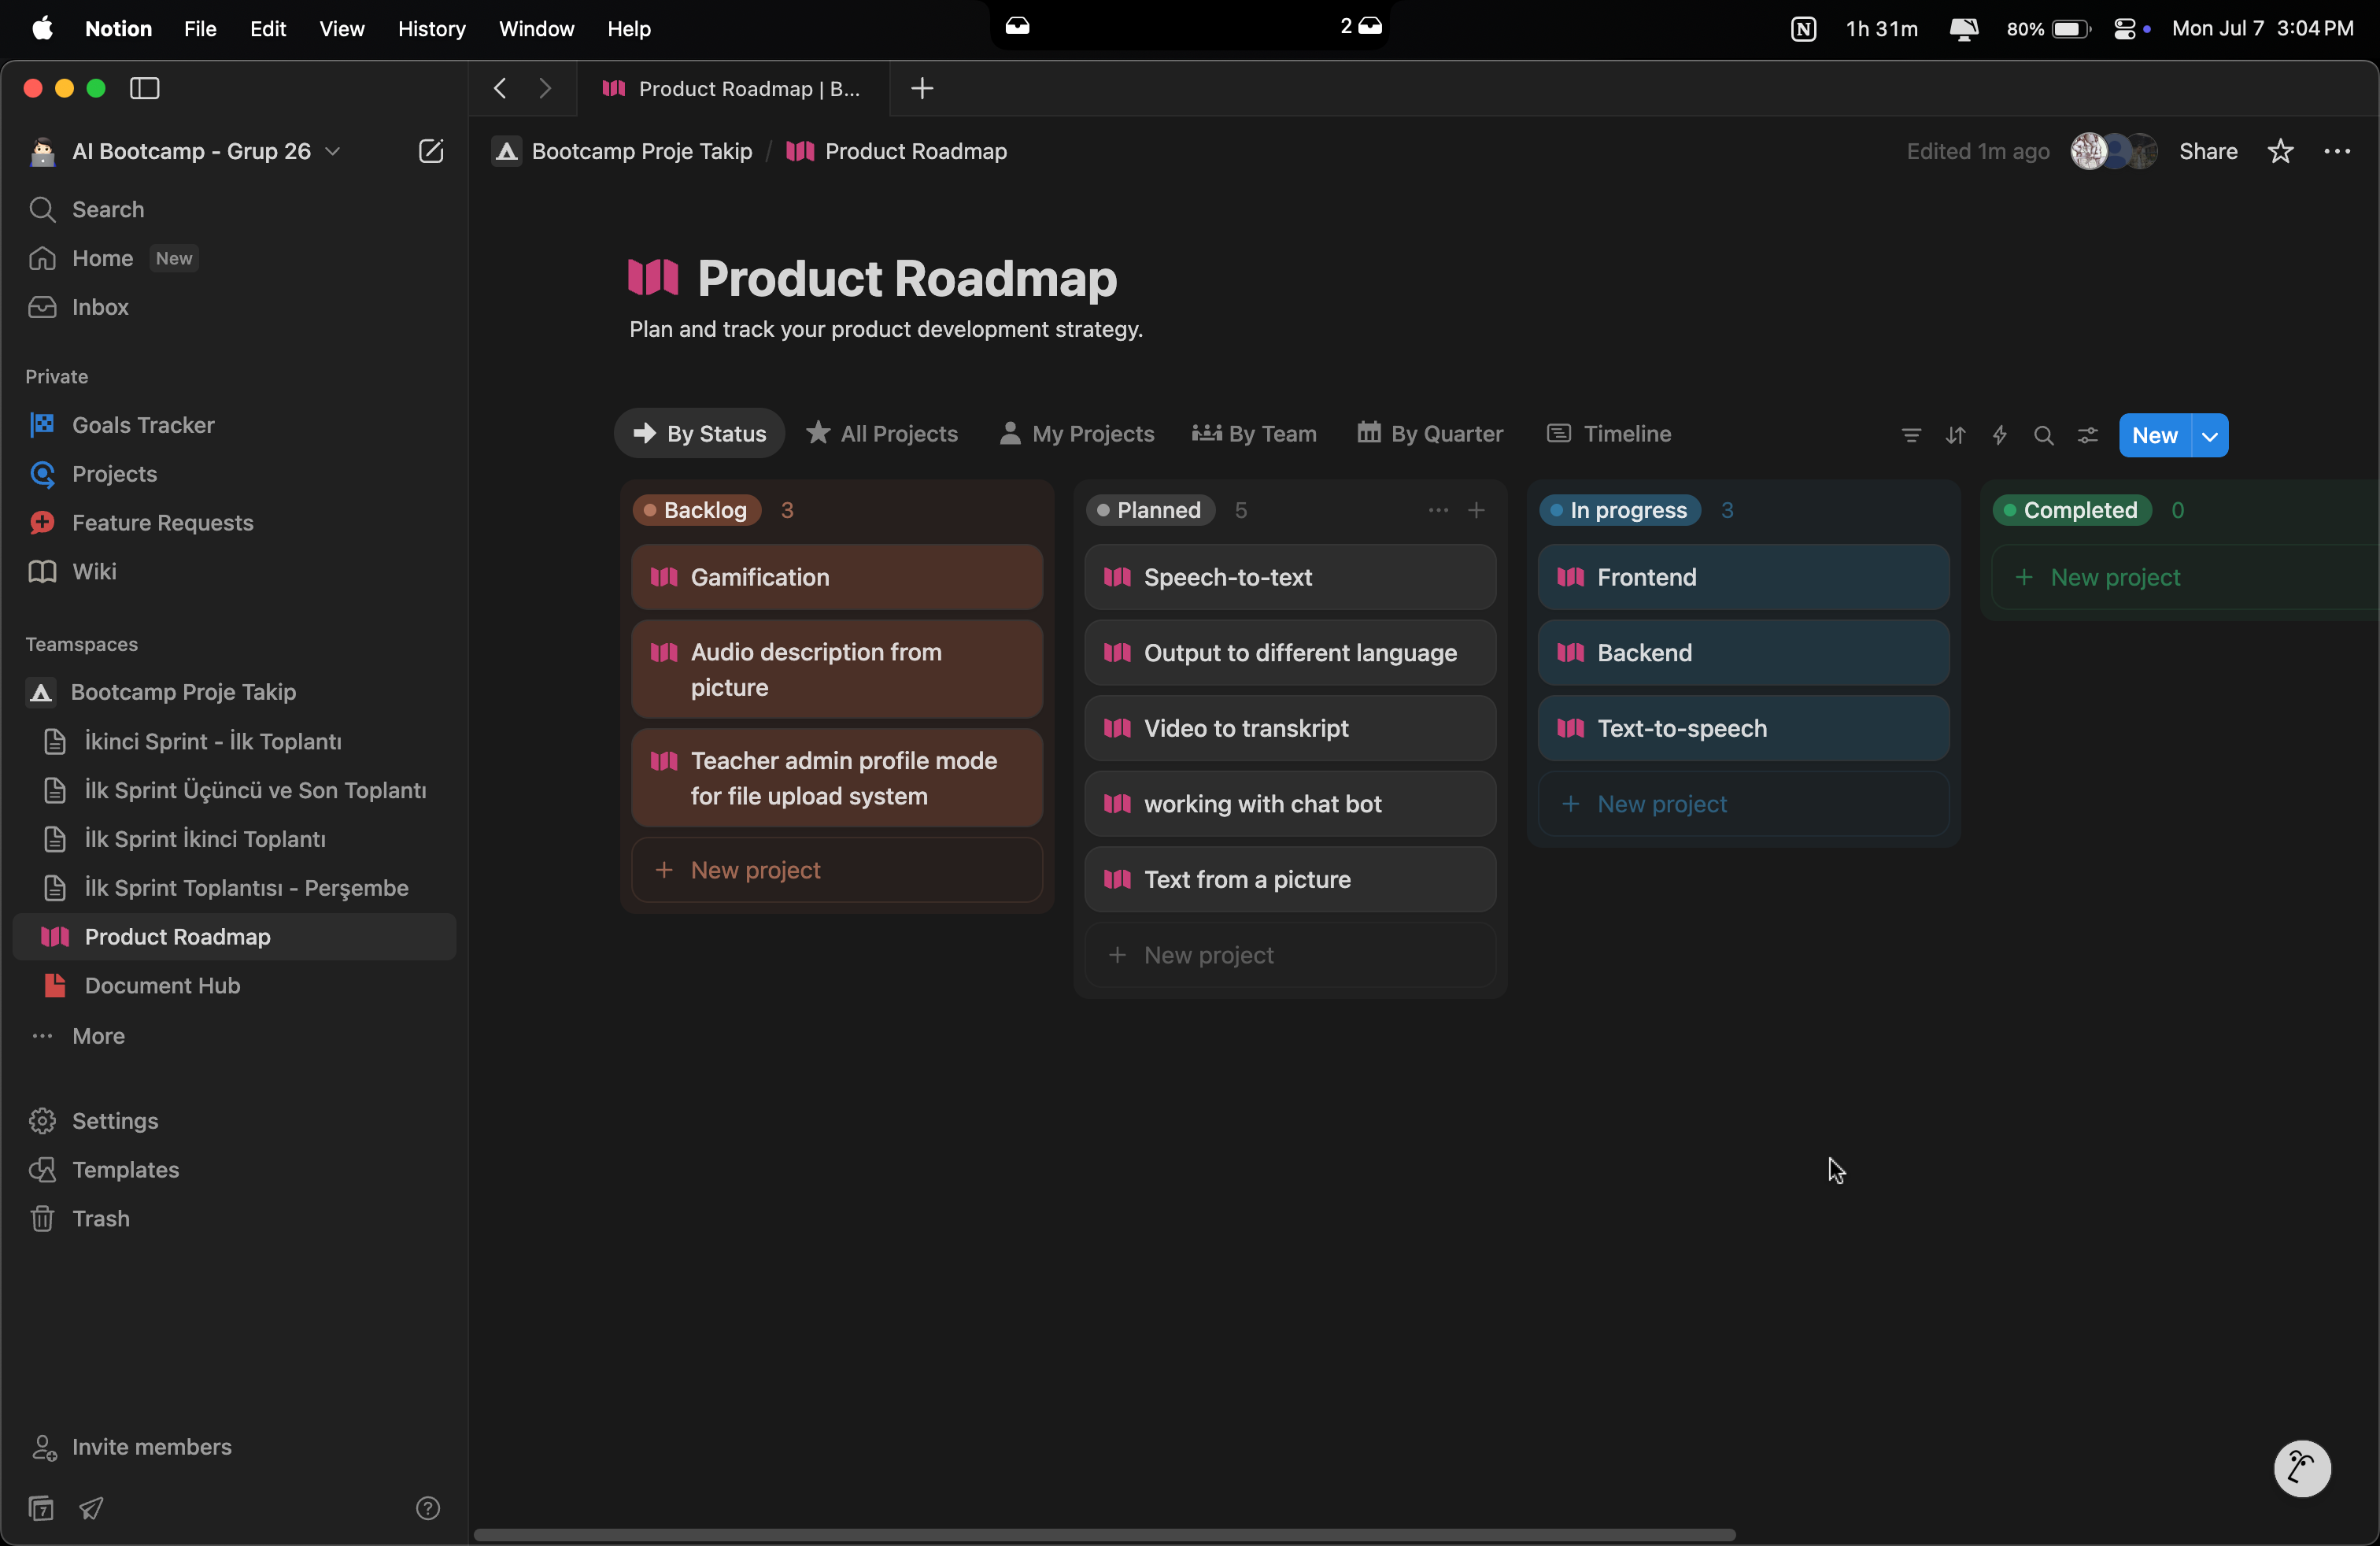 Notion File Edit View History Window Help
2
1h 31m 80% Mon Jul 7 3:04 PM
Product Roadmap | B...
AI Bootcamp - Grup 26
Bootcamp Proje Takip / Product Roadmap
Edited 1m ago
Share
Search
Home New
Inbox
Private
Goals Tracker
Projects
Feature Requests
Wiki
Teamspaces
Bootcamp Proje Takip
İkinci Sprint - İlk Toplantı
İlk Sprint Üçüncü ve Son Toplantı
İlk Sprint İkinci Toplantı
İlk Sprint Toplantısı - Perşembe
Product Roadmap
Document Hub
More
Settings
Templates
Trash
Invite members
7
Product Roadmap
Plan and track your product development strategy.
By Status All Projects My Projects By Team By Quarter Timeline
New
Backlog 3
Gamification
Audio description from
picture
Teacher admin profile mode
for file upload system
New project
Planned 5
Speech-to-text
Output to different language
Video to transkript
working with chat bot
Text from a picture
New project
In progress 3
Frontend
Backend
Text-to-speech
New project
Completed 0
New project